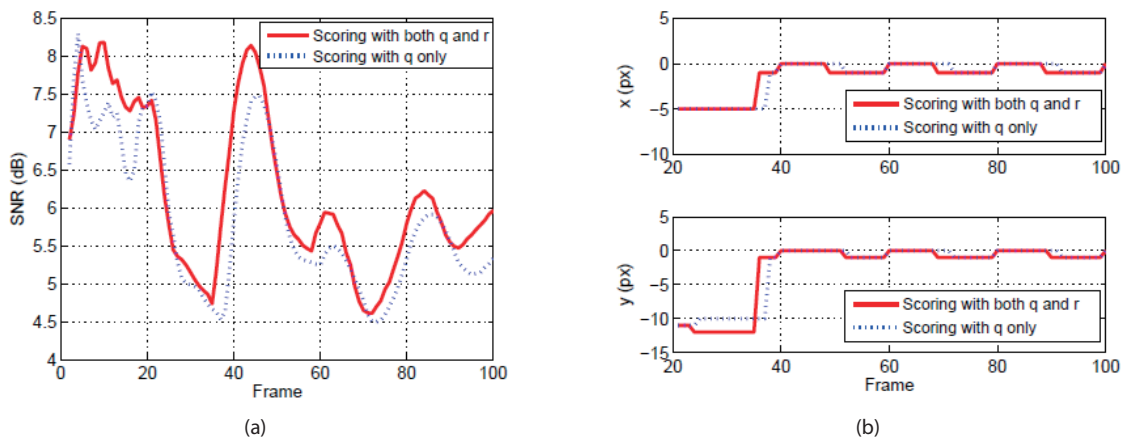 8.5
8
7.5
7
6.5
6
5.5
5
4.5
4
SNR (dB)
Scoring with both q and r
Scoring with q only
0 20 40 60 80 100
Frame
(a)
5
0
−5
−10
x (px)
Scoring with both q and r
Scoring with q only
20 40 60 80 100
5
0
−5
−10
−15
y (px)
Scoring with both q and r
Scoring with q only
20 40 60 80 100
Frame
(b)